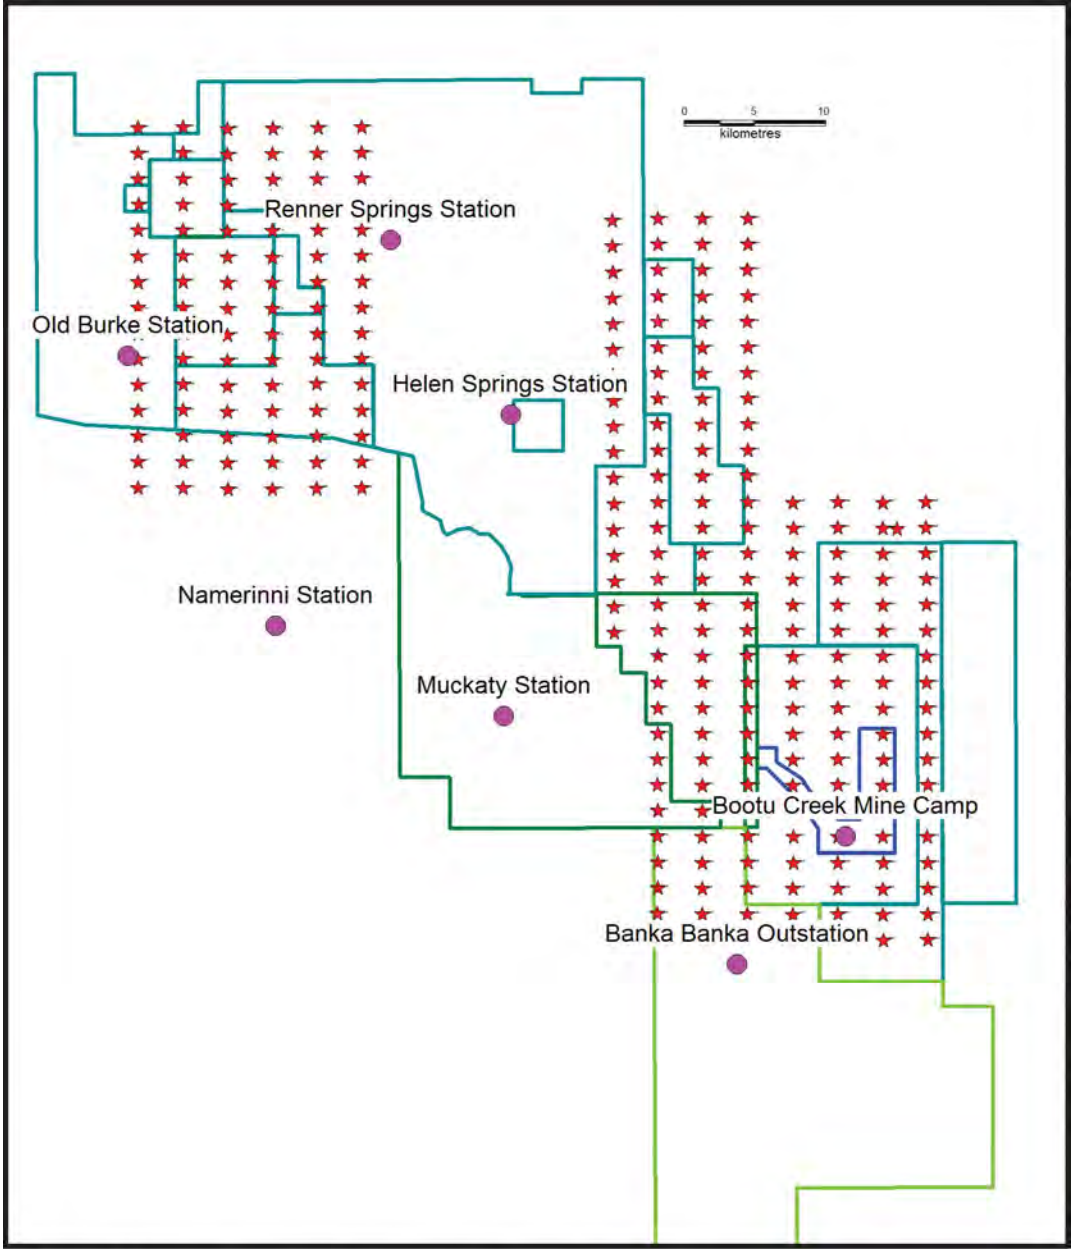 0 5 10
kilometres
Renner Springs Station
Old Burke Station
Helen Springs Station
Namerinni Station
Muckaty Station
Bootu Creek Mine Camp
Banka Banka Outstation